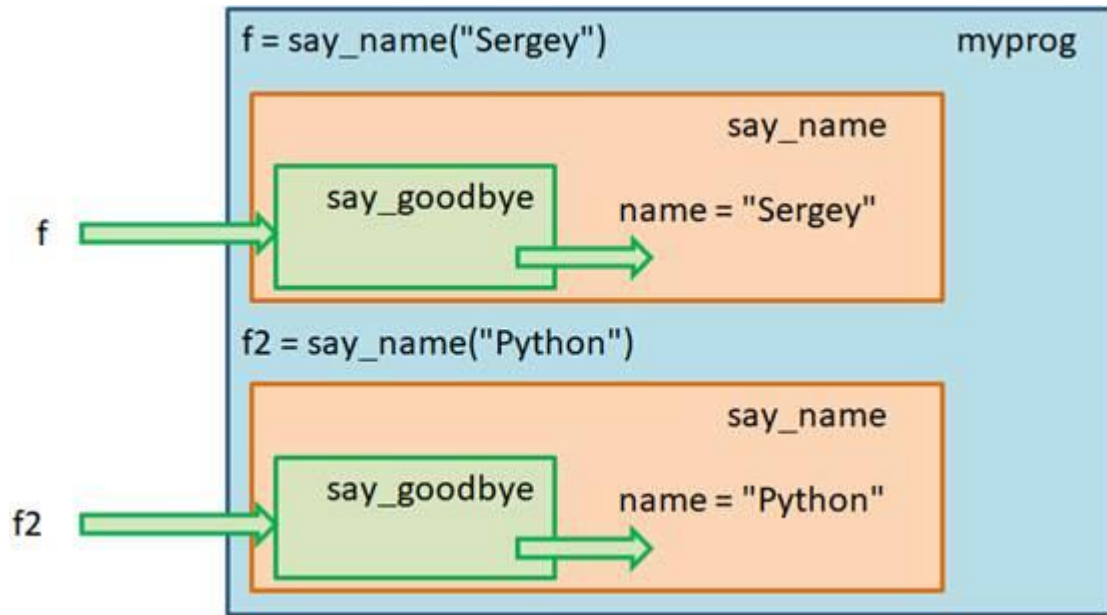 f = say_name("Sergey")
myprog
say_name
say_goodbye
name = "Sergey"
f
f2 = say_name("Python")
say_name
say_goodbye
name = "Python"
f2